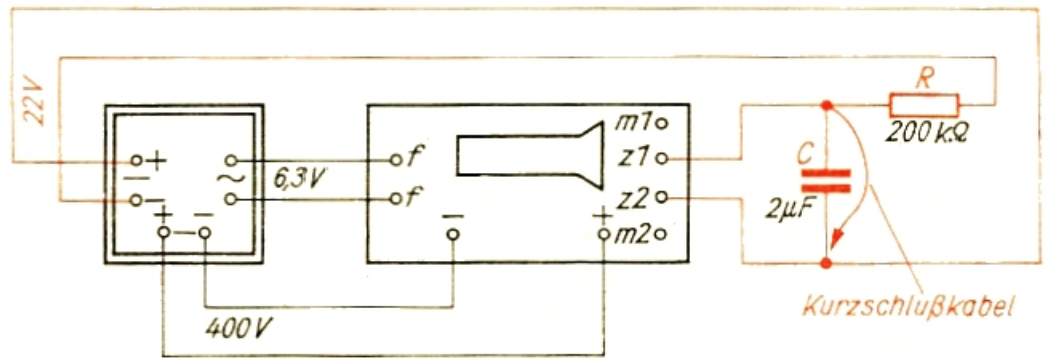 22V
+
−
−
~
+ − −
6,3V
400V
f
f
−
+
m1
z1
z2
m2
C
2µF
R
200 kΩ
Kurzschlußkabel